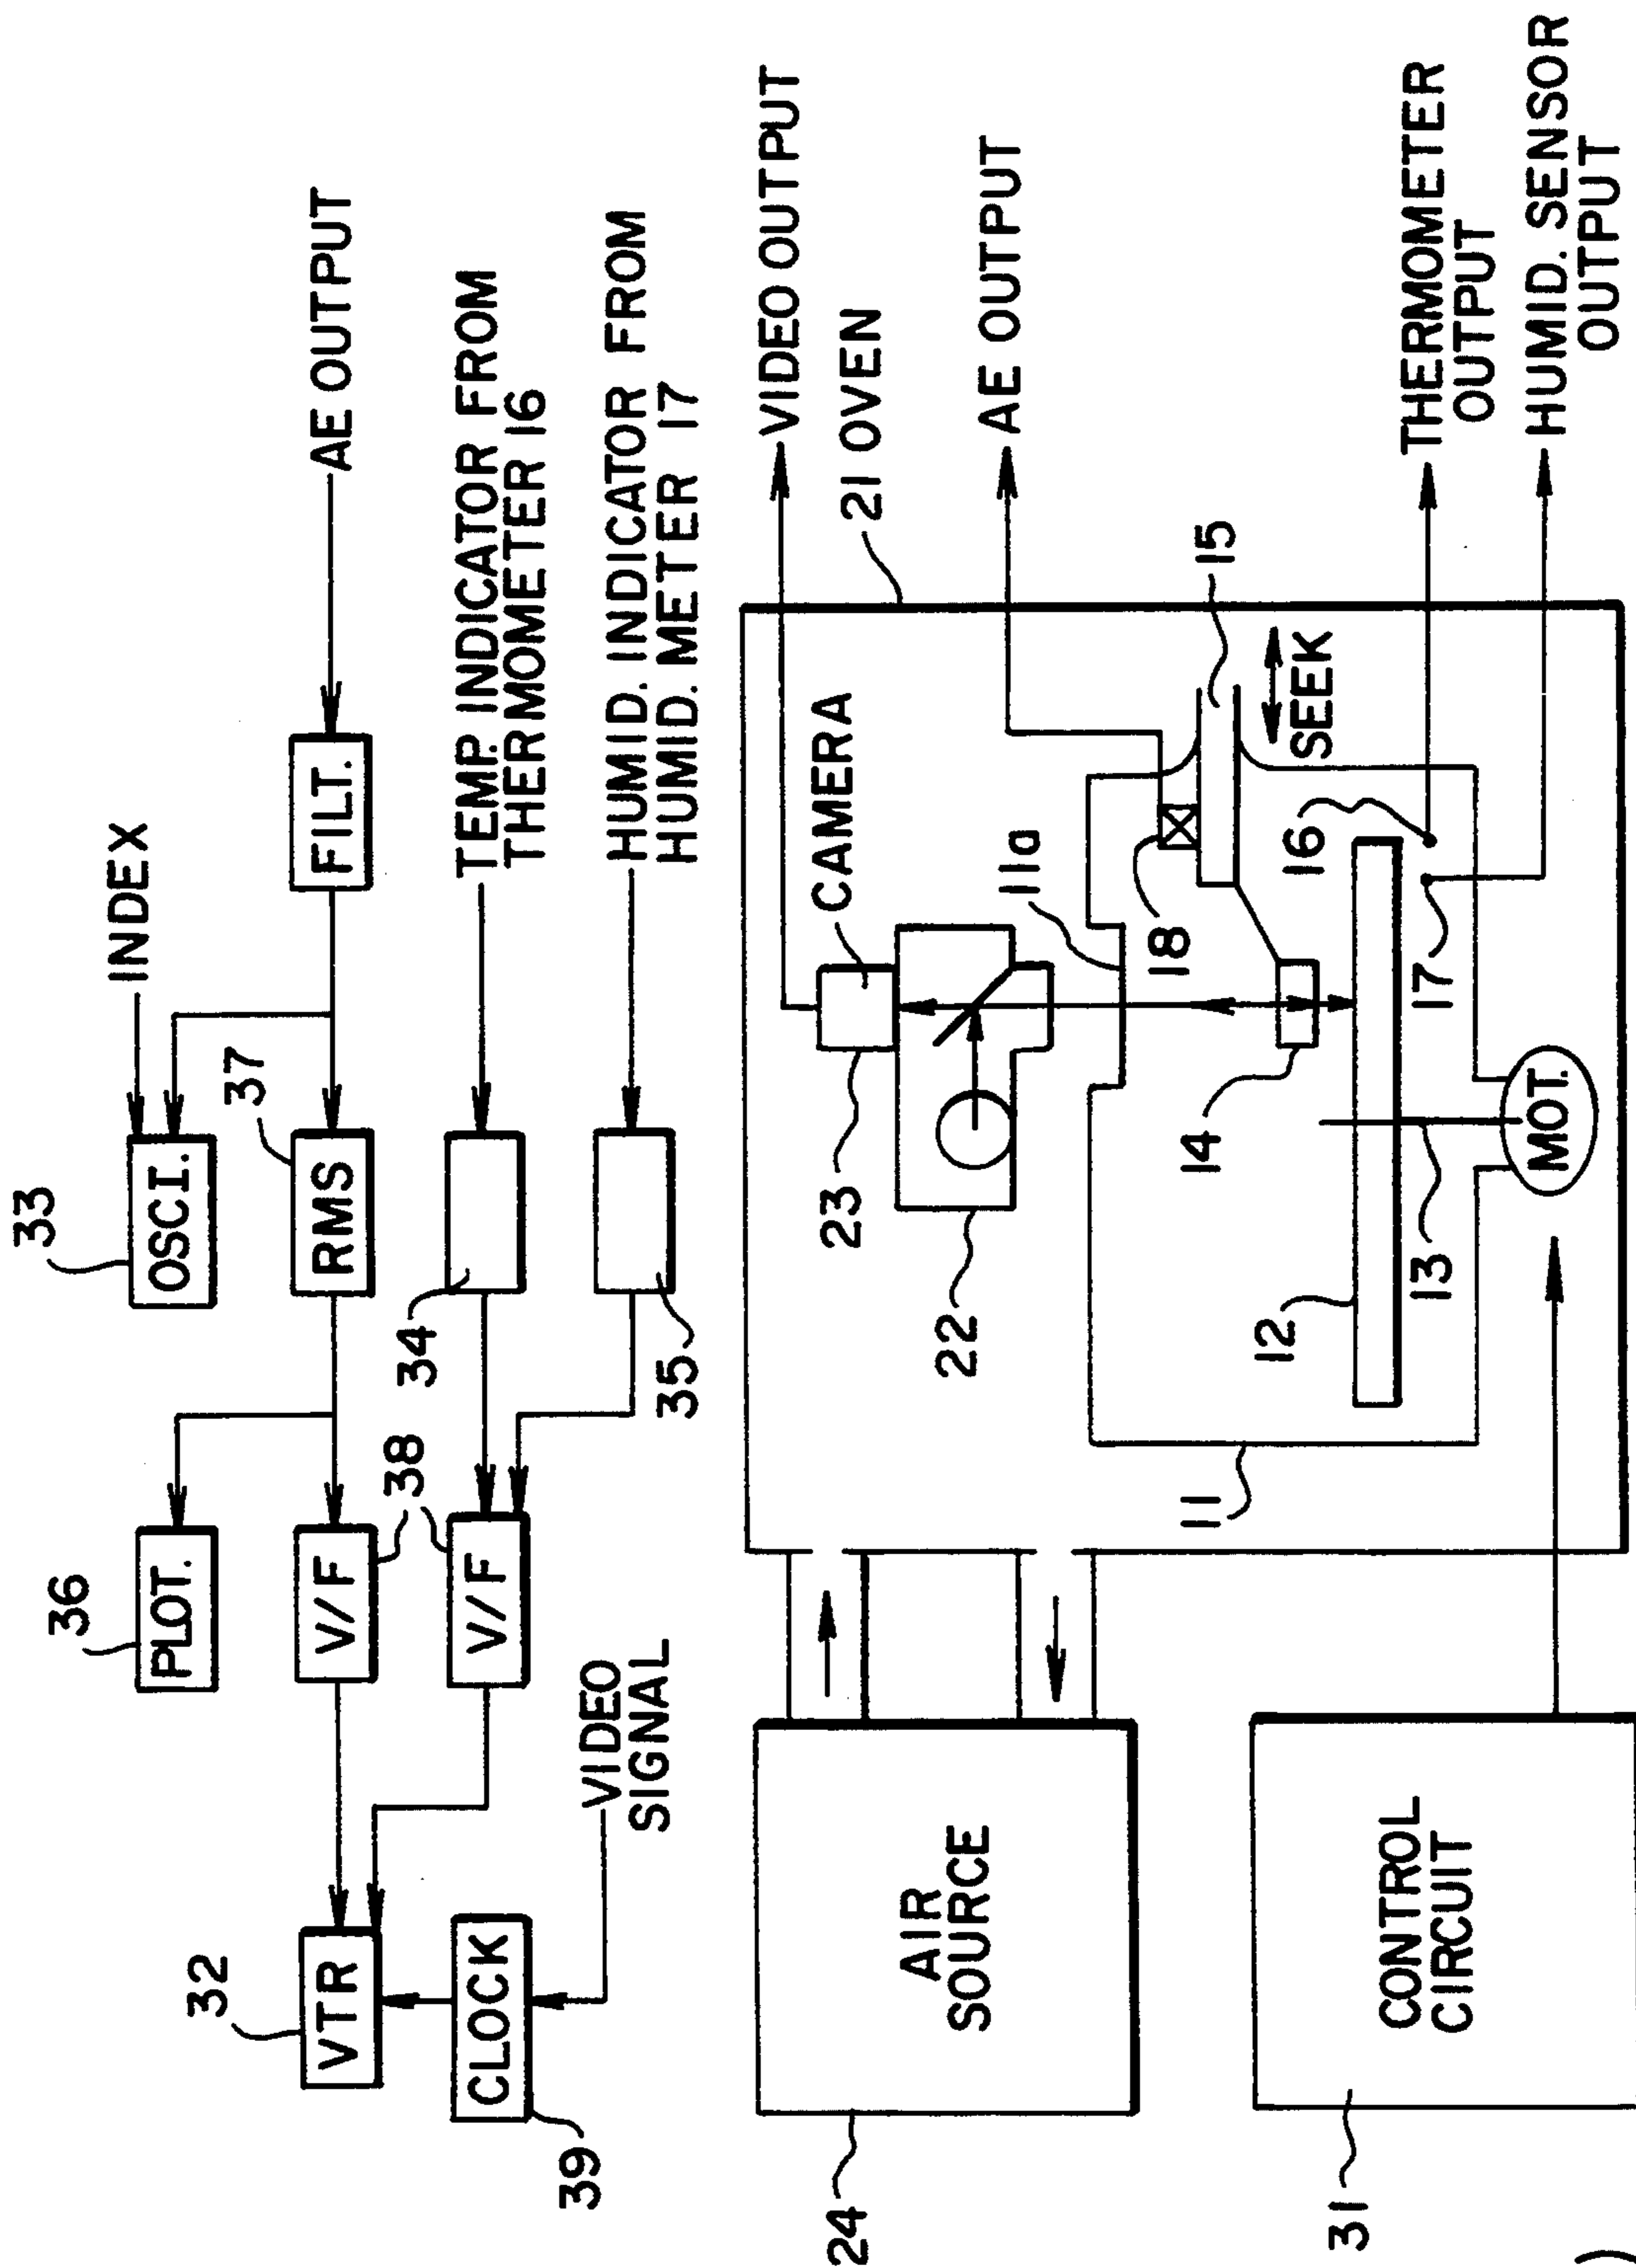 33
INDEX
AE OUTPUT
OSCI.
37
FILT.
36
RMS
PLOT.
TEMP. INDICATOR FROM
THERMOMETER 16
V/F
38
34
32
VTR
V/F
HUMID. INDICATOR FROM
HUMID. METER 17
35
CLOCK
39
VIDEO
SIGNAL
VIDEO OUTPUT
CAMERA
21 OVEN
23
24
AIR
SOURCE
22
11a
AE OUTPUT
18
15
14
11
12
SEEK
16
THERMOMETER
OUTPUT
13
17
31
CONTROL
CIRCUIT
MOT.
HUMID. SENSOR
OUTPUT